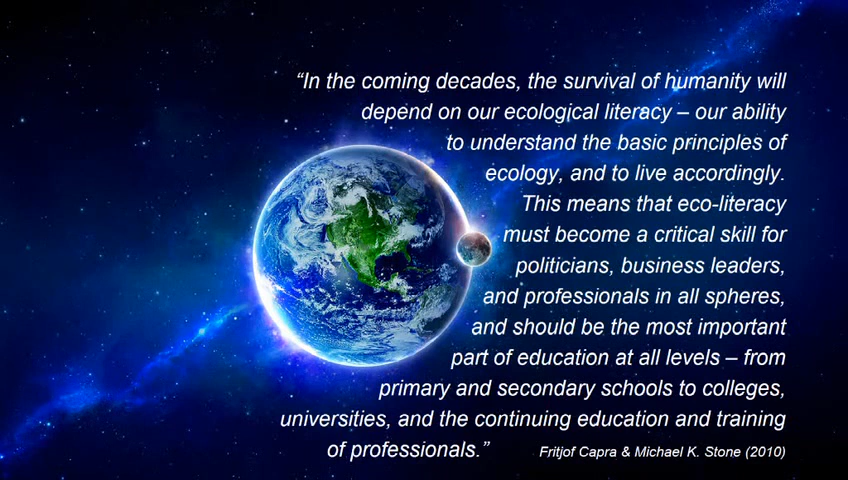 “In the coming decades, the survival of humanity will
depend on our ecological literacy – our ability
to understand the basic principles of
ecology, and to live accordingly.
This means that eco-literacy
must become a critical skill for
politicians, business leaders,
and professionals in all spheres,
and should be the most important
part of education at all levels – from
primary and secondary schools to colleges,
universities, and the continuing education and training
of professionals.” Fritjof Capra & Michael K. Stone (2010)